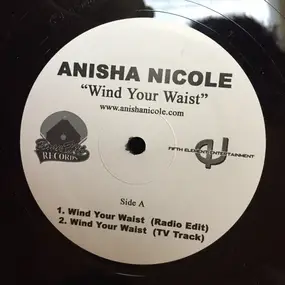 ANISHA NICOLE
“Wind Your Waist”
www.anishanicole.com
RECORDS
FIFTH ELEMENT ENTERTAINMENT
Side A
1. Wind Your Waist (Radio Edit)
2. Wind Your Waist (TV Track)